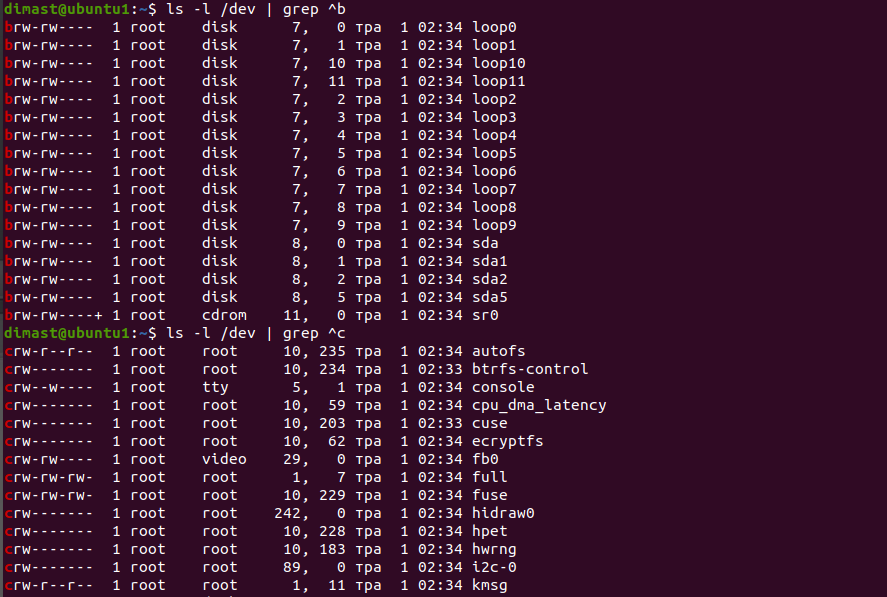 dimast@ubuntu1:~$ ls -l /dev | grep ^b
brw-rw----  1 root    disk      7,   0 тра  1 02:34 loop0
brw-rw----  1 root    disk      7,   1 тра  1 02:34 loop1
brw-rw----  1 root    disk      7,  10 тра  1 02:34 loop10
brw-rw----  1 root    disk      7,  11 тра  1 02:34 loop11
brw-rw----  1 root    disk      7,   2 тра  1 02:34 loop2
brw-rw----  1 root    disk      7,   3 тра  1 02:34 loop3
brw-rw----  1 root    disk      7,   4 тра  1 02:34 loop4
brw-rw----  1 root    disk      7,   5 тра  1 02:34 loop5
brw-rw----  1 root    disk      7,   6 тра  1 02:34 loop6
brw-rw----  1 root    disk      7,   7 тра  1 02:34 loop7
brw-rw----  1 root    disk      7,   8 тра  1 02:34 loop8
brw-rw----  1 root    disk      7,   9 тра  1 02:34 loop9
brw-rw----  1 root    disk      8,   0 тра  1 02:34 sda
brw-rw----  1 root    disk      8,   1 тра  1 02:34 sda1
brw-rw----  1 root    disk      8,   2 тра  1 02:34 sda2
brw-rw----  1 root    disk      8,   5 тра  1 02:34 sda5
brw-rw----+ 1 root    cdrom    11,   0 тра  1 02:34 sr0
dimast@ubuntu1:~$ ls -l /dev | grep ^c
crw-r--r--  1 root    root     10, 235 тра  1 02:34 autofs
crw-------  1 root    root     10, 234 тра  1 02:33 btrfs-control
crw--w----  1 root    tty       5,   1 тра  1 02:34 console
crw-------  1 root    root     10,  59 тра  1 02:34 cpu_dma_latency
crw-------  1 root    root     10, 203 тра  1 02:33 cuse
crw-------  1 root    root     10,  62 тра  1 02:34 ecryptfs
crw-rw----  1 root    video    29,   0 тра  1 02:34 fb0
crw-rw-rw-  1 root    root      1,   7 тра  1 02:34 full
crw-rw-rw-  1 root    root     10, 229 тра  1 02:34 fuse
crw-------  1 root    root    242,   0 тра  1 02:34 hidraw0
crw-------  1 root    root     10, 228 тра  1 02:34 hpet
crw-------  1 root    root     10, 183 тра  1 02:34 hwrng
crw-------  1 root    root     89,   0 тра  1 02:34 i2c-0
crw-r--r--  1 root    root      1,  11 тра  1 02:34 kmsg